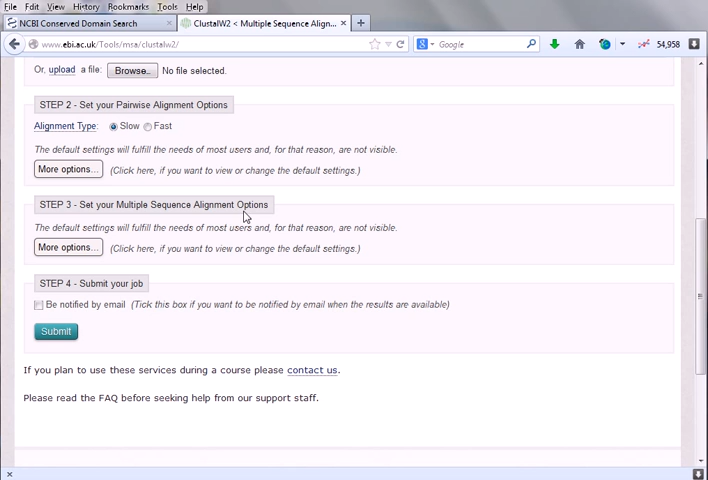 File Edit View History Bookmarks Tools Help
NCBI Conserved Domain Search × ClustalW2 < Multiple Sequence Align... × +
www.ebi.ac.uk/Tools/msa/clustalw2/ Google 54,958
Or, upload a file: Browse.. No file selected.
STEP 2 - Set your Pairwise Alignment Options
Alignment Type: Slow Fast
The default settings will fulfill the needs of most users and, for that reason, are not visible.
More options... (Click here, if you want to view or change the default settings.)
STEP 3 - Set your Multiple Sequence Alignment Options
The default settings will fulfill the needs of most users and, for that reason, are not visible.
More options... (Click here, if you want to view or change the default settings.)
STEP 4 - Submit your job
Be notified by email (Tick this box if you want to be notified by email when the results are available)
Submit
If you plan to use these services during a course please contact us.
Please read the FAQ before seeking help from our support staff.